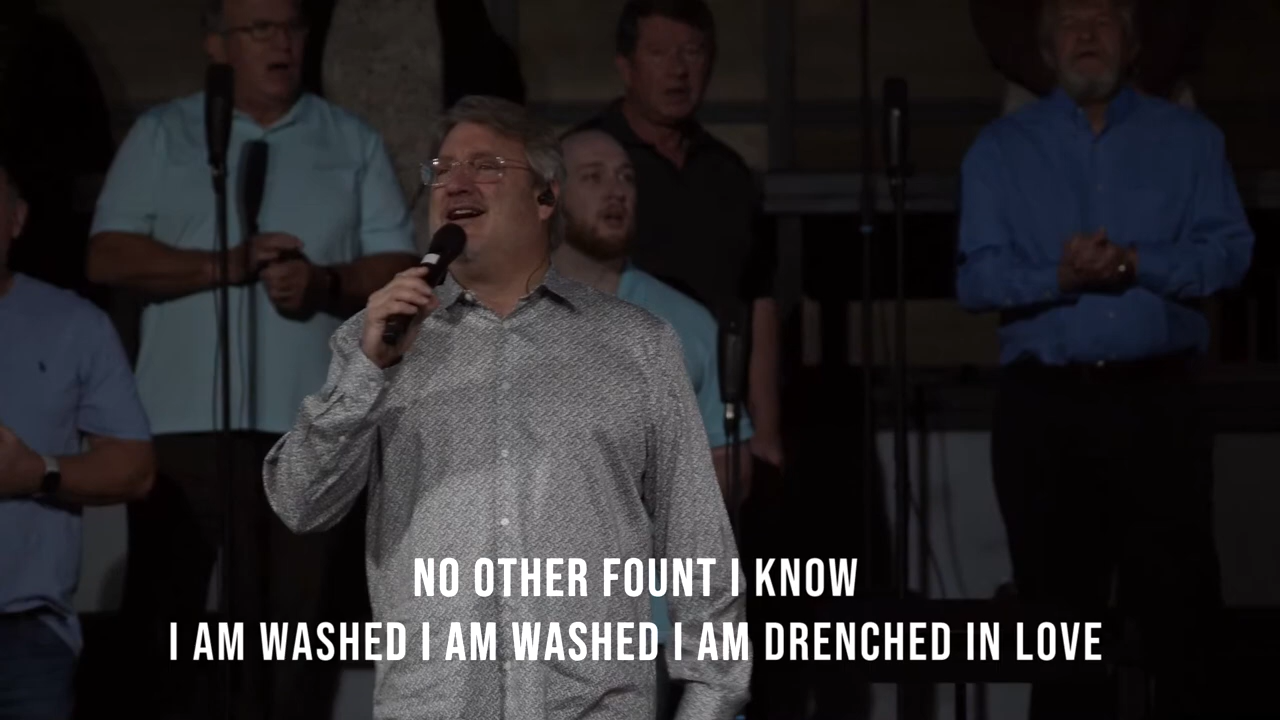 NO OTHER FOUNT I KNOW
I AM WASHED I AM WASHED I AM DRENCHED IN LOVE